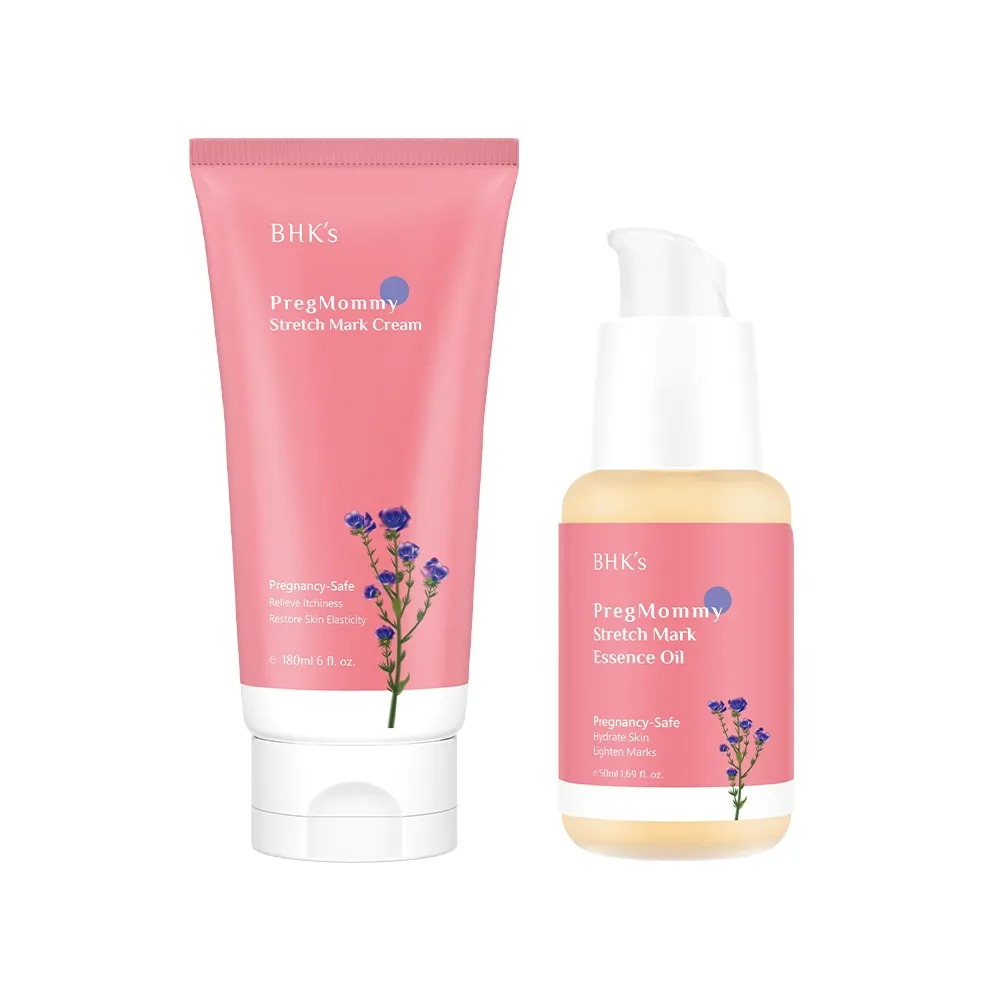 BHK's
PregMommy
Stretch Mark Cream
Pregnancy-Safe
Relieve Itchiness
Restore Skin Elasticity
e 180ml 6 fl. oz.
BHK's
PregMommy
Stretch Mark
Essence Oil
Pregnancy-Safe
Hydrate Skin
Lighten Marks
e50ml 1.69 fl. oz.